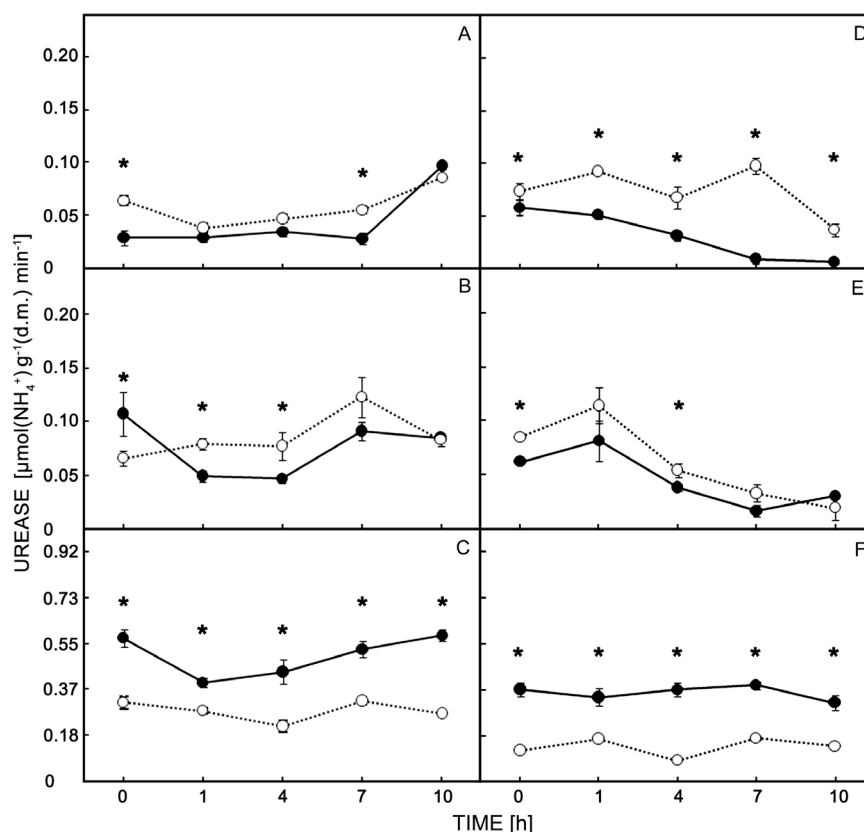 A
D
0.20
0.15
0.10
0.05
0
* *
* * * * *
B
E
0.20
0.15
0.10
0.05
0
* * *
* *
C
F
0.92
0.73
0.55
0.37
0.18
0
* * * * *
* * * * *
0 1 4 7 10 0 1 4 7 10
TIME [h]
UREASE [µmol(NH₄⁺) g⁻¹(d.m.) min⁻¹]